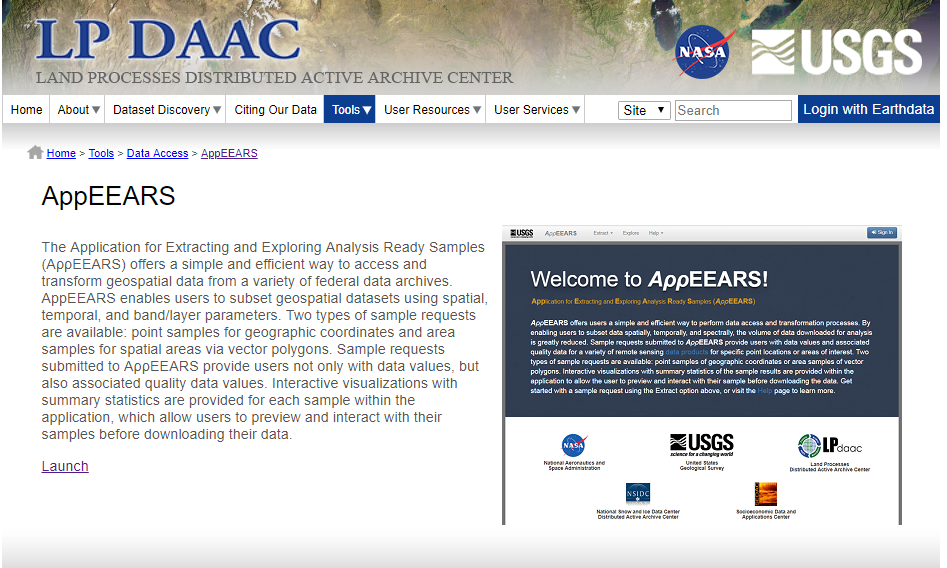 LP DAAC
LAND PROCESSES DISTRIBUTED ACTIVE ARCHIVE CENTER
NASA
USGS
Home About Dataset Discovery Citing Our Data Tools User Resources User Services Site Search Login with Earthdata
Home > Tools > Data Access > AppEEARS
AppEEARS
The Application for Extracting and Exploring Analysis Ready Samples
(AρρEEARS) offers a simple and efficient way to access and
transform geospatial data from a variety of federal data archives.
AppEEARS enables users to subset geospatial datasets using spatial,
temporal, and band/layer parameters. Two types of sample requests
are available: point samples for geographic coordinates and area
samples for spatial areas via vector polygons. Sample requests
submitted to AppEEARS provide users not only with data values, but
also associated quality data values. Interactive visualizations with
summary statistics are provided for each sample within the
application, which allow users to preview and interact with their
samples before downloading their data.
Launch
USGS AρρEEARS Extract Explore Help Sign In
Welcome to AρρEEARS!
Application for Extracting and Exploring Analysis Ready Samples (AρρEEARS)
AρρEEARS offers users a simple and efficient way to perform data access and transformation processes. By
enabling users to subset data spatially, temporally, and spectrally, the volume of data downloaded for analysis
is greatly reduced. Sample requests submitted to AρρEEARS provide users with data values and associated
quality data for a variety of remote sensing data products for specific point locations or areas of interest. Two
types of sample requests are available: point samples of geographic coordinates or area samples of vector
polygons. Interactive visualizations with summary statistics of the sample results are provided within the
application to allow the user to preview and interact with their sample before downloading the data. Get
started with a sample request using the Extract option above, or visit the Help page to learn more.
NASA
National Aeronautics and
Space Administration
USGS
science for a changing world
United States
Geological Survey
LPdaac
Land Processes
Distributed Active Archive Center
NSIDC
National Snow and Ice Data Center
Distributed Active Archive Center
Socioeconomic Data and
Applications Center